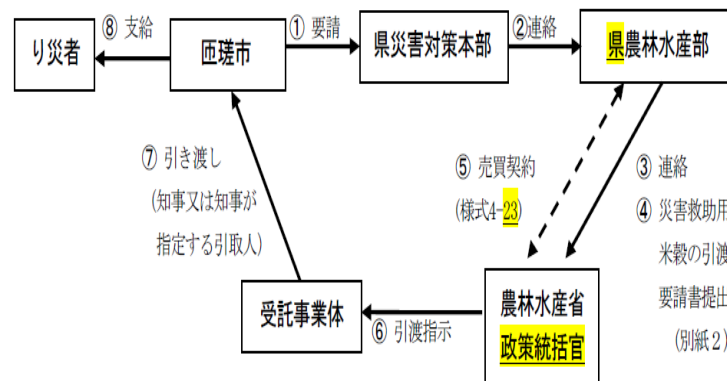 り災者
⑧ 支給
匝瑳市
① 要請
県災害対策本部
②連絡
県農林水産部
⑦ 引き渡し
(知事又は知事が
指定する引取人)
⑤ 売買契約
(様式4-23)
③ 連絡
④ 災害救助用
米穀の引渡
要請書提出
(別紙2)
受託事業体
⑥ 引渡指示
農林水産省
政策統括官